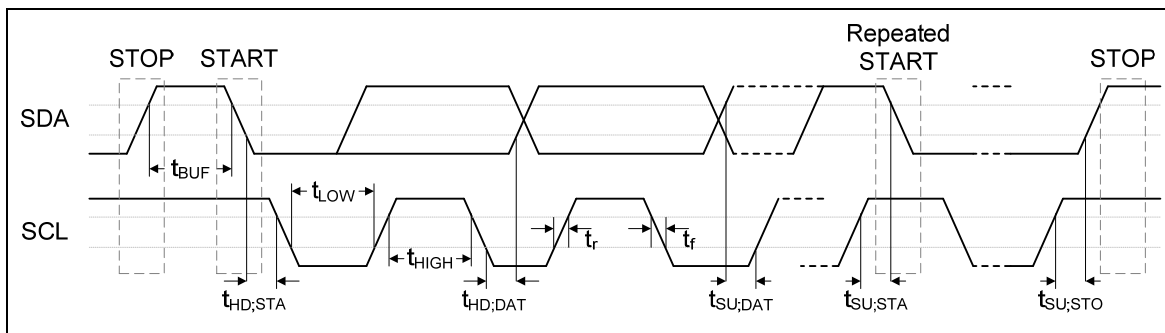 STOP START Repeated START STOP
SDA
tBUF
tLOW
SCL
tHIGH
tr
tf
tHD;STA tHD;DAT tSU;DAT tSU;STA tSU;STO